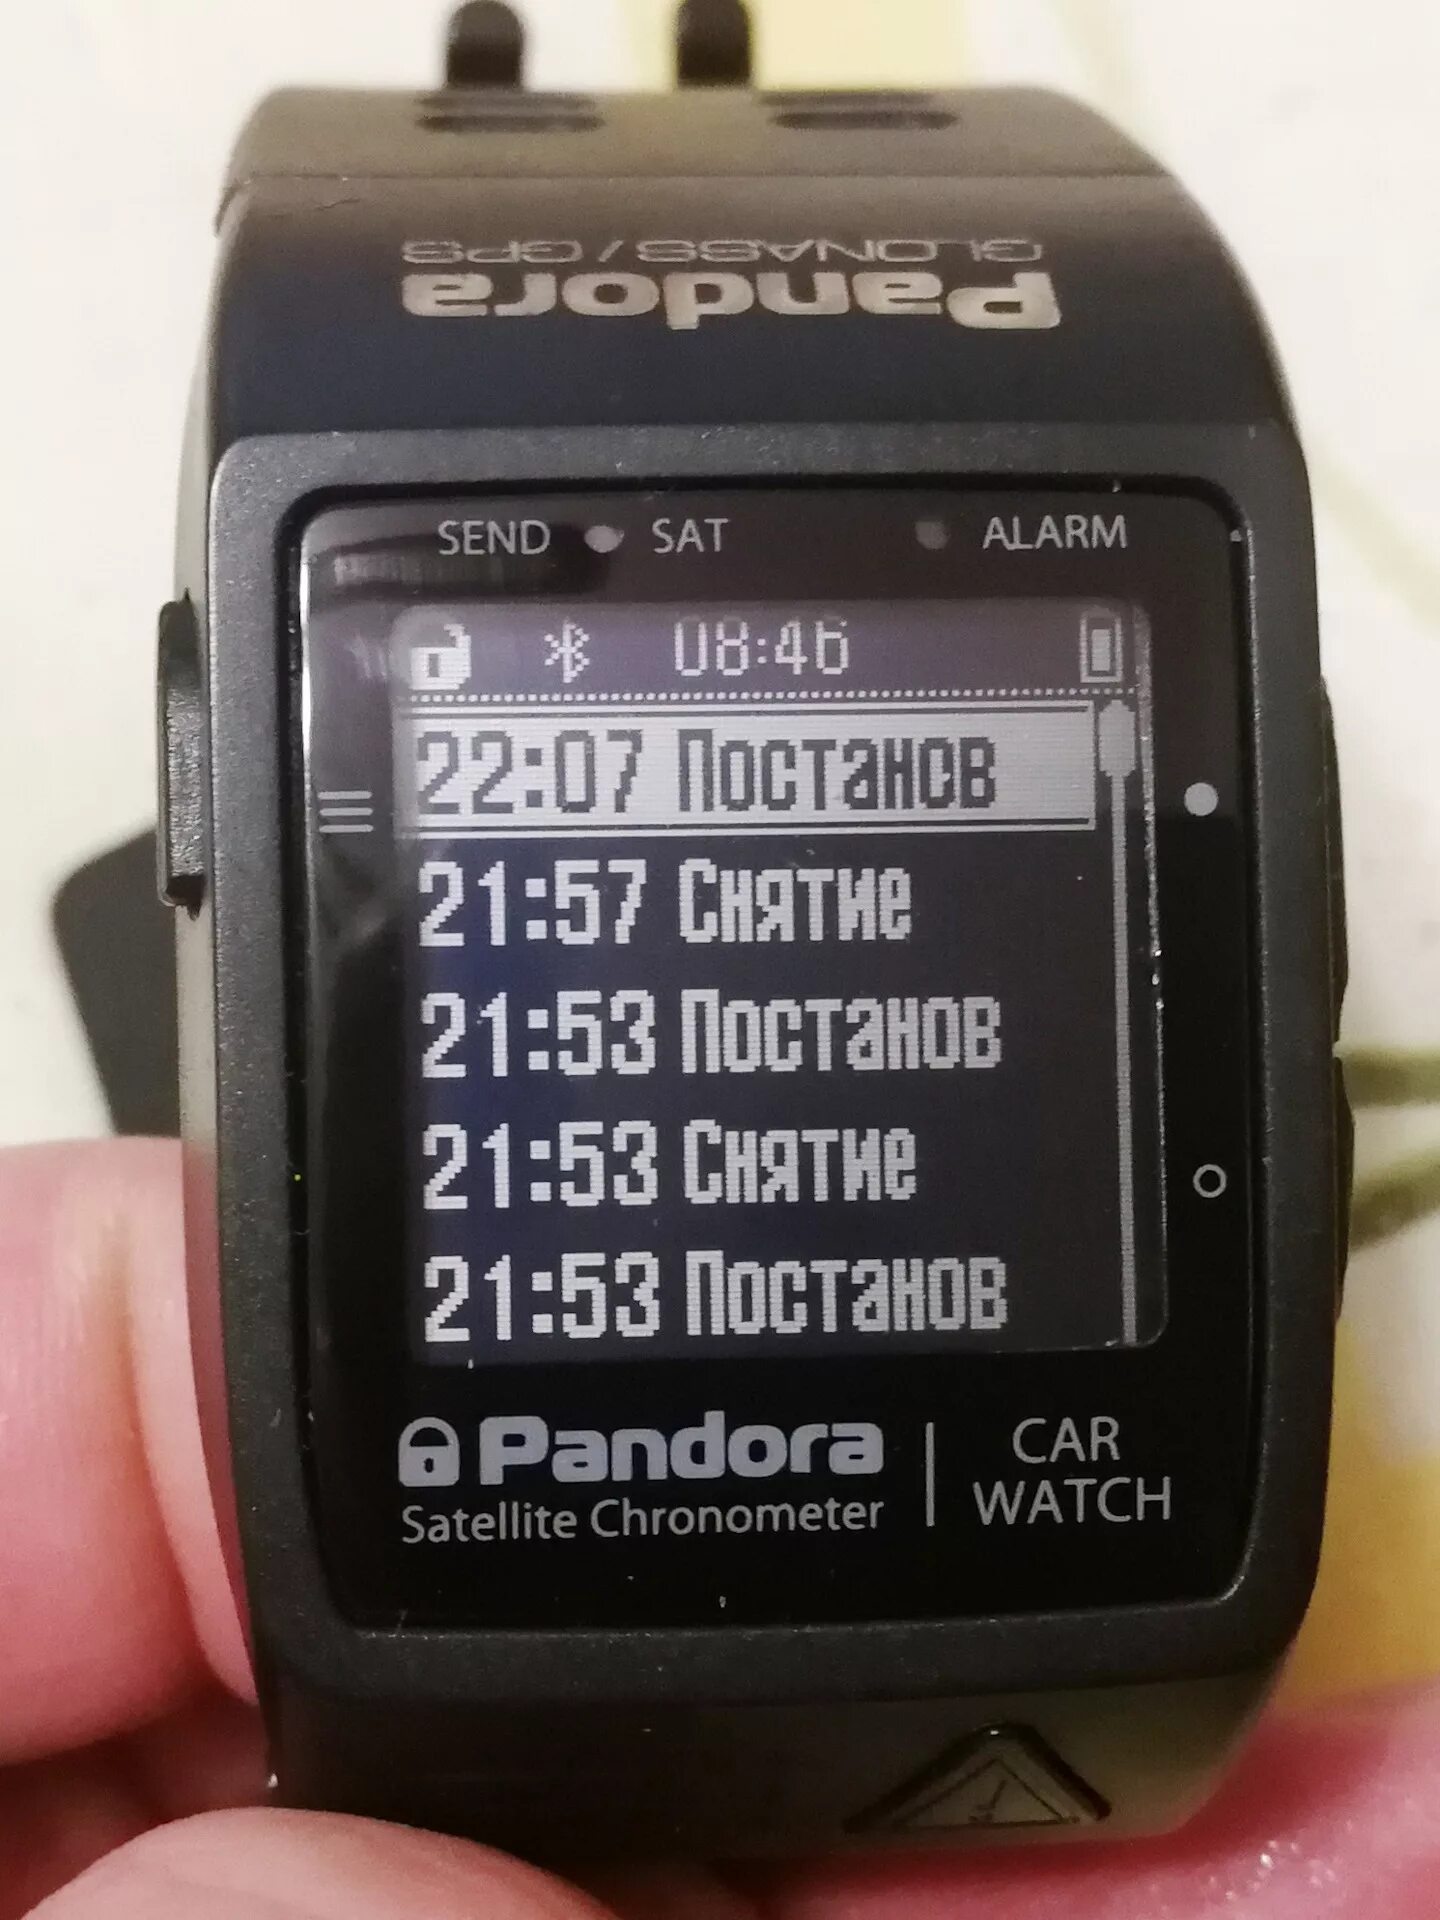 GLONASS/GPS
Pandora
SEND SAT ALARM
08:46
22:07 Постанов
21:57 Снятие
21:53 Постанов
21:53 Снятие
21:53 Постанов
Pandora
Satellite Chronometer
CAR
WATCH